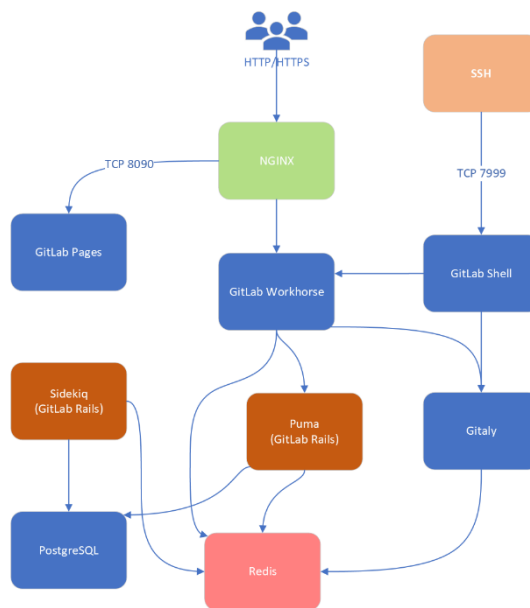 HTTP/HTTPS
SSH
NGINX
TCP 8090
TCP 7999
GitLab Pages
GitLab Workhorse
GitLab Shell
Sidekiq
(GitLab Rails)
Puma
(GitLab Rails)
Gitaly
PostgreSQL
Redis